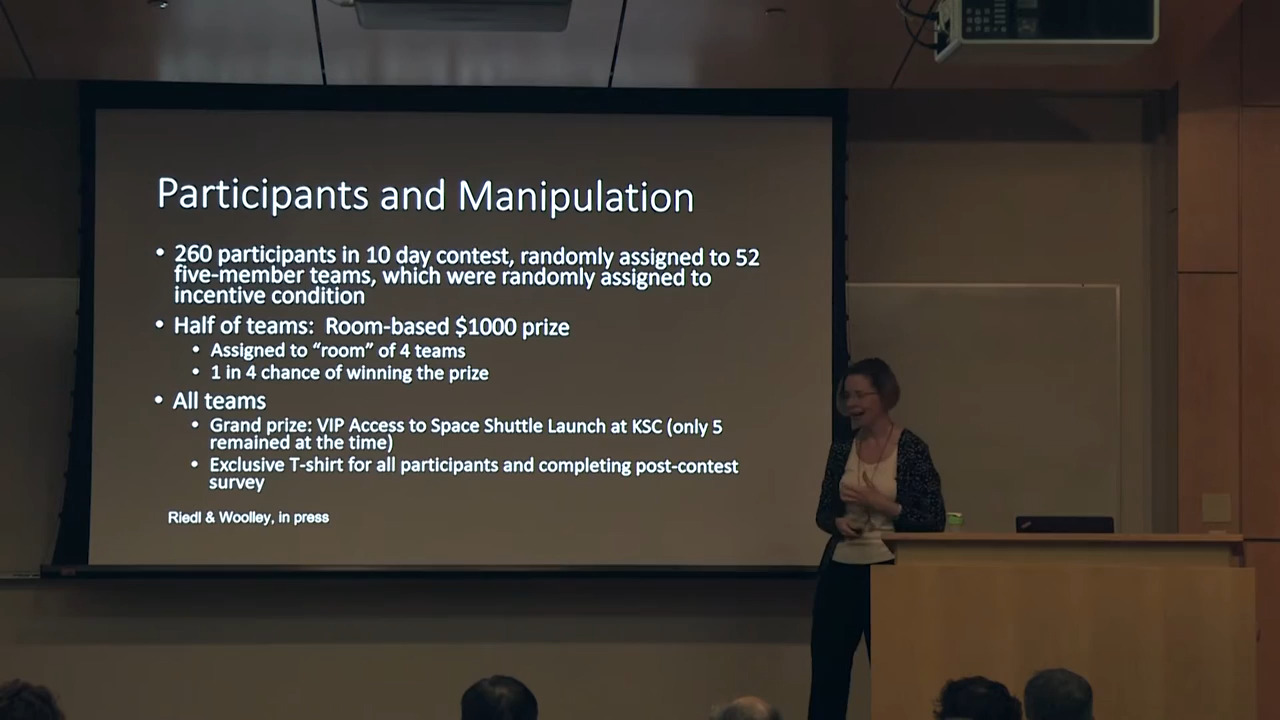 Participants and Manipulation
• 260 participants in 10 day contest, randomly assigned to 52
five-member teams, which were randomly assigned to
incentive condition
• Half of teams: Room-based $1000 prize
• Assigned to “room” of 4 teams
• 1 in 4 chance of winning the prize
• All teams
• Grand prize: VIP Access to Space Shuttle Launch at KSC (only 5
remained at the time)
• Exclusive T-shirt for all participants and completing post-contest
survey
Riedl & Woolley, in press